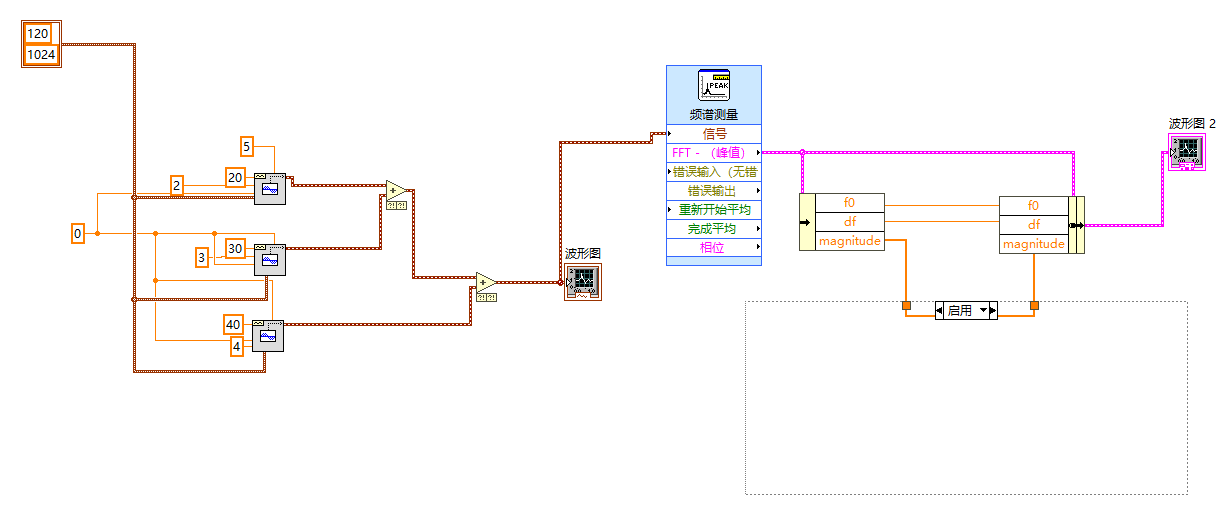 120
1024
5
20
2
0
30
3
40
4
?!
?!
?!
?!
波形图
PEAK
频谱测量
信号
FFT - （峰值）
错误输入（无错
错误输出
重新开始平均
完成平均
相位
f0
df
magnitude
f0
df
magnitude
波形图 2
启用